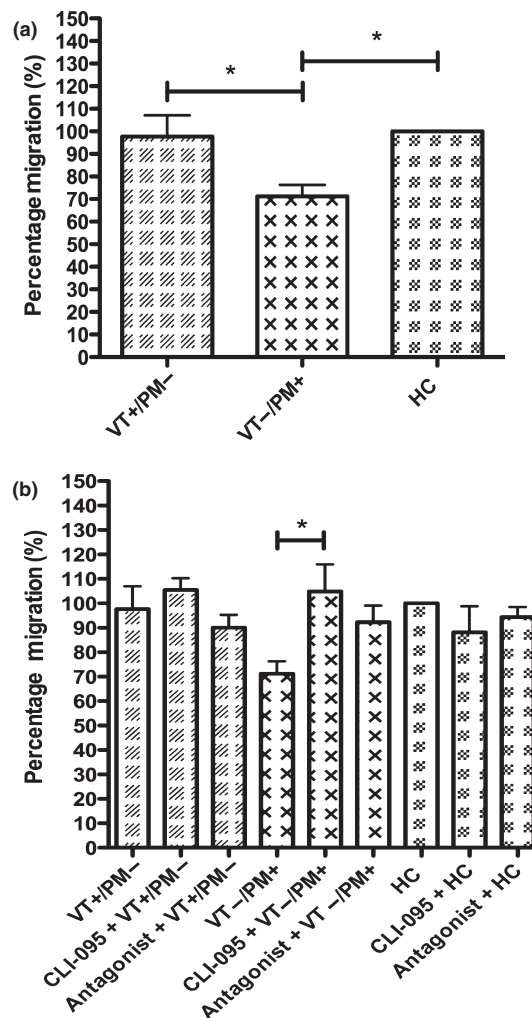 (a)
150
140
130
120
110
100
90
80
70
60
50
40
30
20
10
0
Percentage migration (%)
*
*
VT+/PM−
VT−/PM+
HC
(b)
150
140
130
120
110
100
90
80
70
60
50
40
30
20
10
0
Percentage migration (%)
*
VT+/PM−
CLI-095 + VT+/PM−
Antagonist + VT+/PM−
VT−/PM+
CLI-095 + VT−/PM+
Antagonist + VT −/PM+
HC
CLI-095 + HC
Antagonist + HC